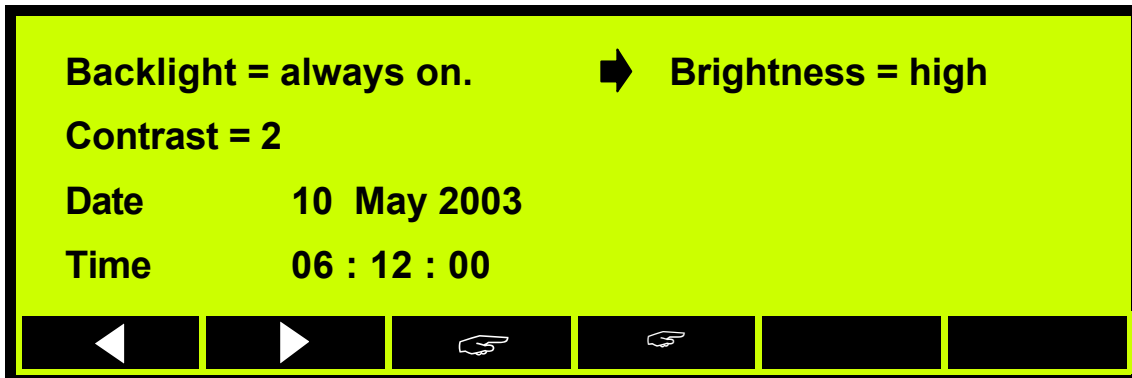 Backlight = always on. Brightness = high
Contrast = 2
Date 10 May 2003
Time 06 : 12 : 00